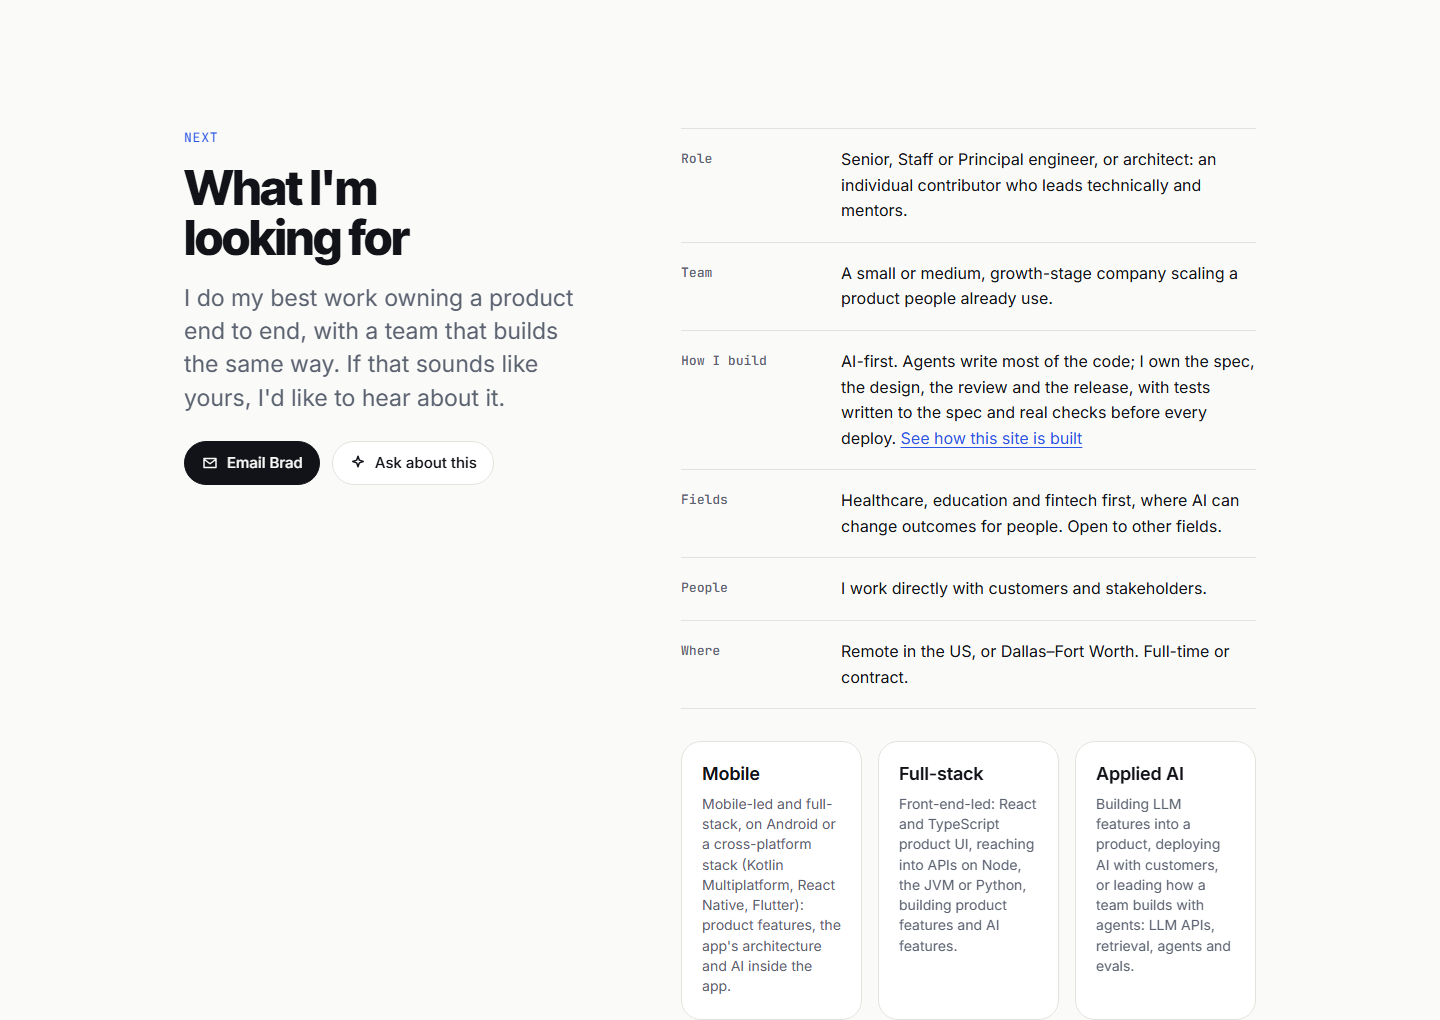 NEXT
What I'm
looking for
I do my best work owning a product
end to end, with a team that builds
the same way. If that sounds like
yours, I'd like to hear about it.
Email Brad
Ask about this
Role
Senior, Staff or Principal engineer, or architect: an
individual contributor who leads technically and
mentors.
Team
A small or medium, growth-stage company scaling a
product people already use.
How I build
AI-first. Agents write most of the code; I own the spec,
the design, the review and the release, with tests
written to the spec and real checks before every
deploy. See how this site is built
Fields
Healthcare, education and fintech first, where AI can
change outcomes for people. Open to other fields.
People
I work directly with customers and stakeholders.
Where
Remote in the US, or Dallas–Fort Worth. Full-time or
contract.
Mobile
Mobile-led and full-
stack, on Android or
a cross-platform
stack (Kotlin
Multiplatform, React
Native, Flutter):
product features, the
app's architecture
and AI inside the
app.
Full-stack
Front-end-led: React
and TypeScript
product UI, reaching
into APIs on Node,
the JVM or Python,
building product
features and AI
features.
Applied AI
Building LLM
features into a
product, deploying
AI with customers,
or leading how a
team builds with
agents: LLM APIs,
retrieval, agents and
evals.